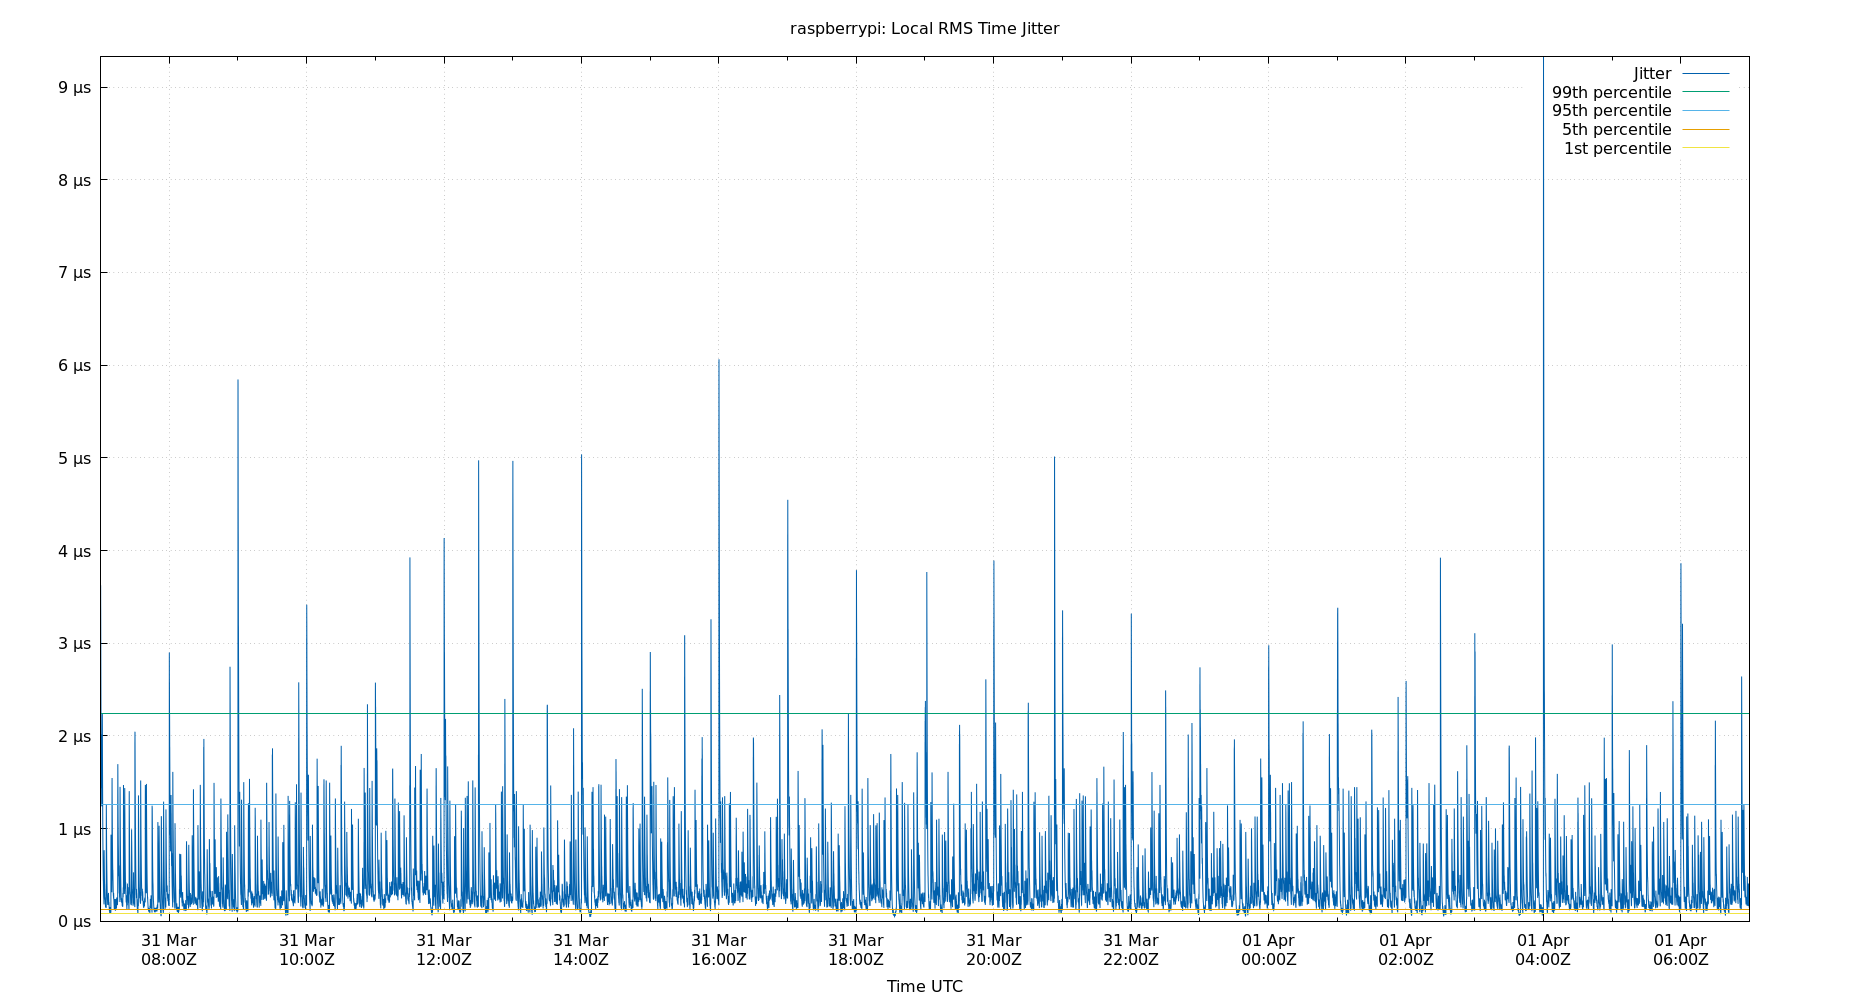 raspberrypi: Local RMS Time Jitter
Jitter
99th percentile
95th percentile
5th percentile
1st percentile
9 µs
8 µs
7 µs
6 µs
5 µs
4 µs
3 µs
2 µs
1 µs
0 µs
31 Mar 31 Mar 31 Mar 31 Mar 31 Mar 31 Mar 31 Mar 31 Mar 01 Apr 01 Apr 01 Apr 01 Apr
08:00Z 10:00Z 12:00Z 14:00Z 16:00Z 18:00Z 20:00Z 22:00Z 00:00Z 02:00Z 04:00Z 06:00Z
Time UTC